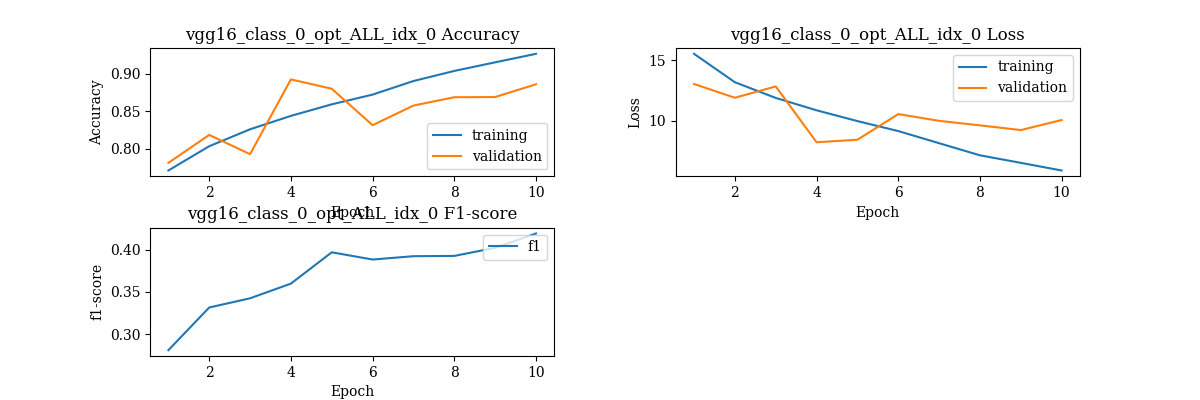 vgg16_class_0_opt_ALL_idx_0 Accuracy
0.90
0.85
0.80
Accuracy
training
validation
2 4 6 8 10
Epoch
vgg16_class_0_opt_ALL_idx_0 Loss
15
10
Loss
training
validation
2 4 6 8 10
Epoch
vgg16_class_0_opt_ALL_idx_0 F1-score
0.40
0.35
0.30
f1-score
f1
2 4 6 8 10
Epoch